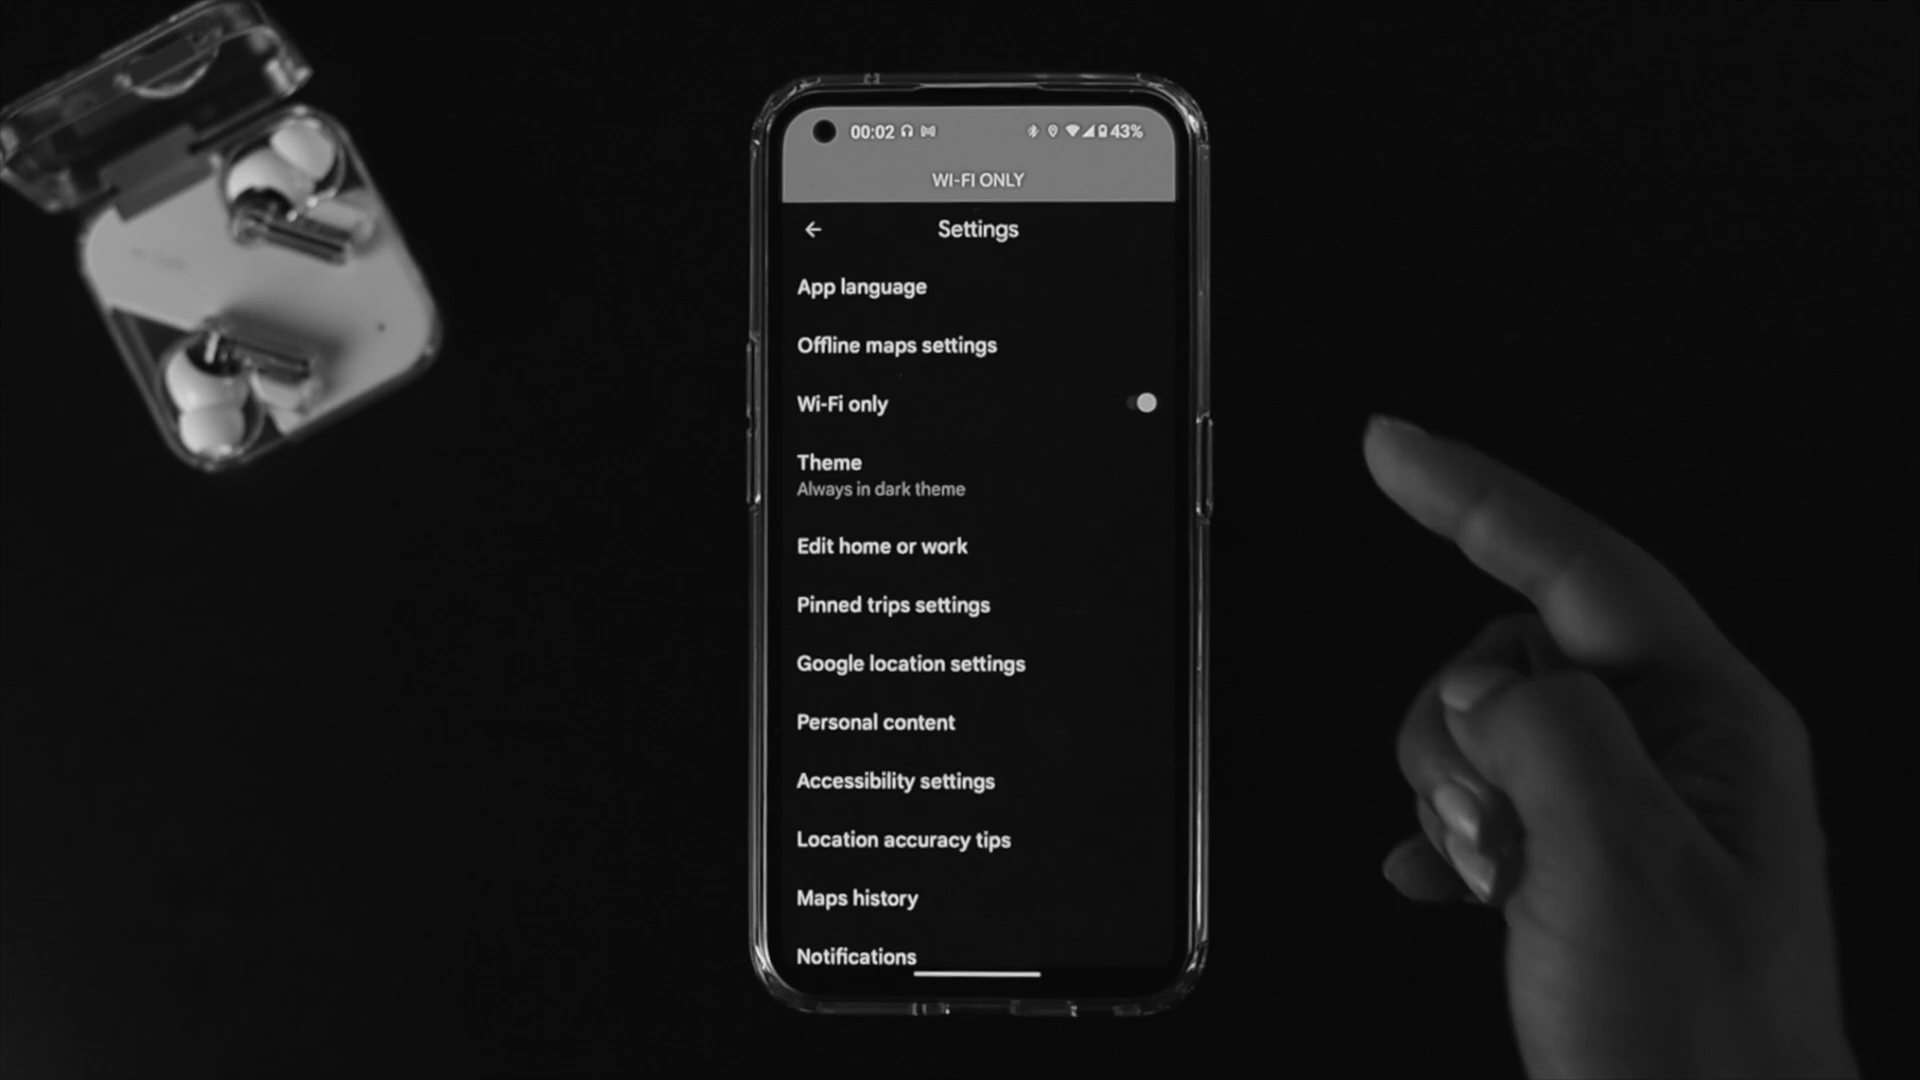 00:02 43%
WI-FI ONLY
Settings
App language
Offline maps settings
Wi-Fi only
Theme
Always in dark theme
Edit home or work
Pinned trips settings
Google location settings
Personal content
Accessibility settings
Location accuracy tips
Maps history
Notifications